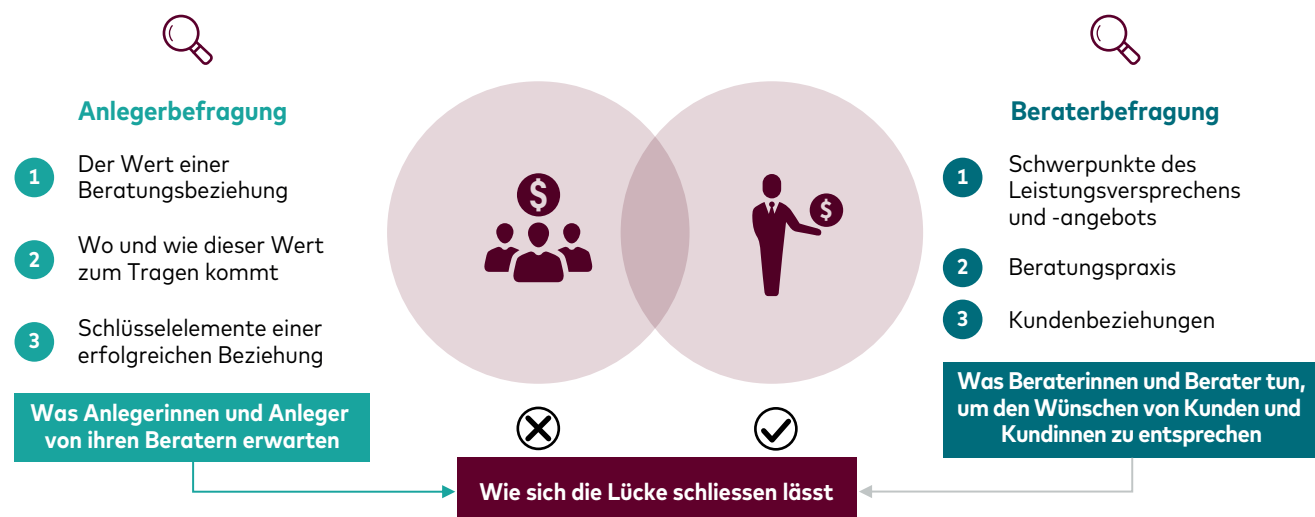 Anlegerbefragung
1
Der Wert einer
Beratungsbeziehung
2
Wo und wie dieser Wert
zum Tragen kommt
3
Schlüsselelemente einer
erfolgreichen Beziehung
Was Anlegerinnen und Anleger
von ihren Beratern erwarten
$
$
Beraterbefragung
1
Schwerpunkte des
Leistungsversprechens
und -angebots
2
Beratungspraxis
3
Kundenbeziehungen
Was Beraterinnen und Berater tun,
um den Wünschen von Kunden und
Kundinnen zu entsprechen
Wie sich die Lücke schliessen lässt